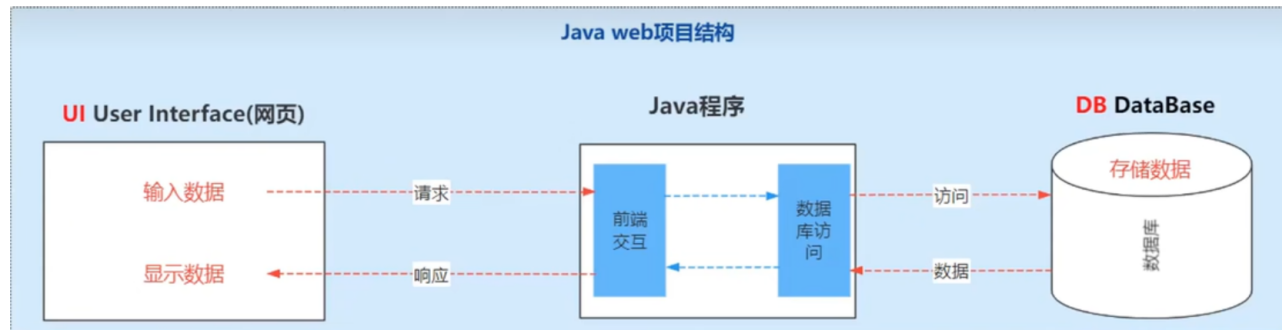 Java web项目结构
UI User Interface(网页)
Java程序
DB DataBase
输入数据
请求
前端
交互
数据
库访
问
访问
存储数据
显示数据
响应
数据
数据库